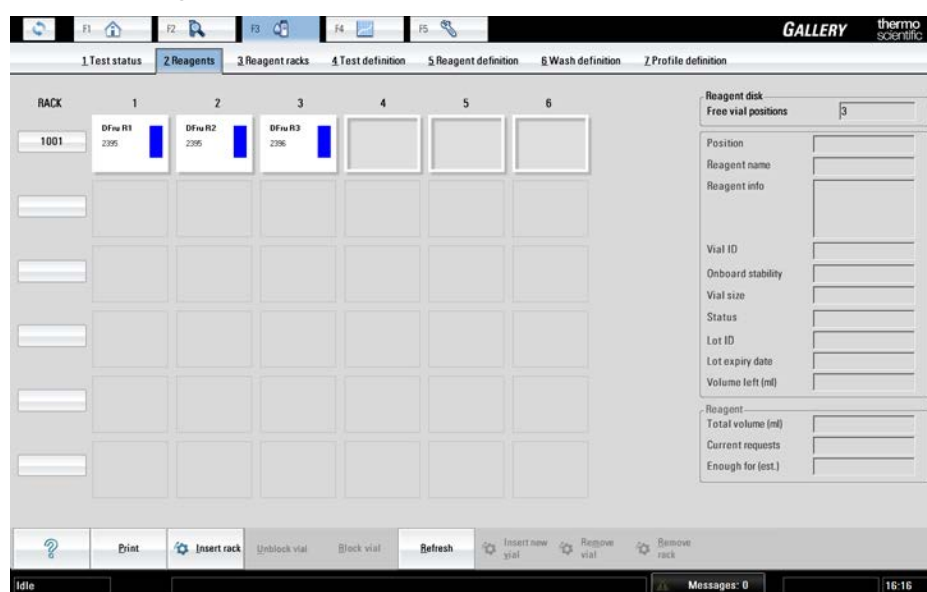 F1 F2 F3 F4 F5 GALLERY thermo scientific
1 Test status 2 Reagents 3 Reagent racks 4 Test definition 5 Reagent definition 6 Wash definition 7 Profile definition
RACK 1 2 3 4 5 6
Reagent disk
Free vial positions 3
1001
DFru R1
2395
DFru R2
2395
DFru R3
2396
Position
Reagent name
Reagent info
Vial ID
Onboard stability
Vial size
Status
Lot ID
Lot expiry date
Volume left (ml)
Reagent
Total volume (ml)
Current requests
Enough for (est.)
? Print Insert rack Unblock vial Block vial Refresh Insert new vial Remove vial Remove rack
Idle Messages: 0 16:16